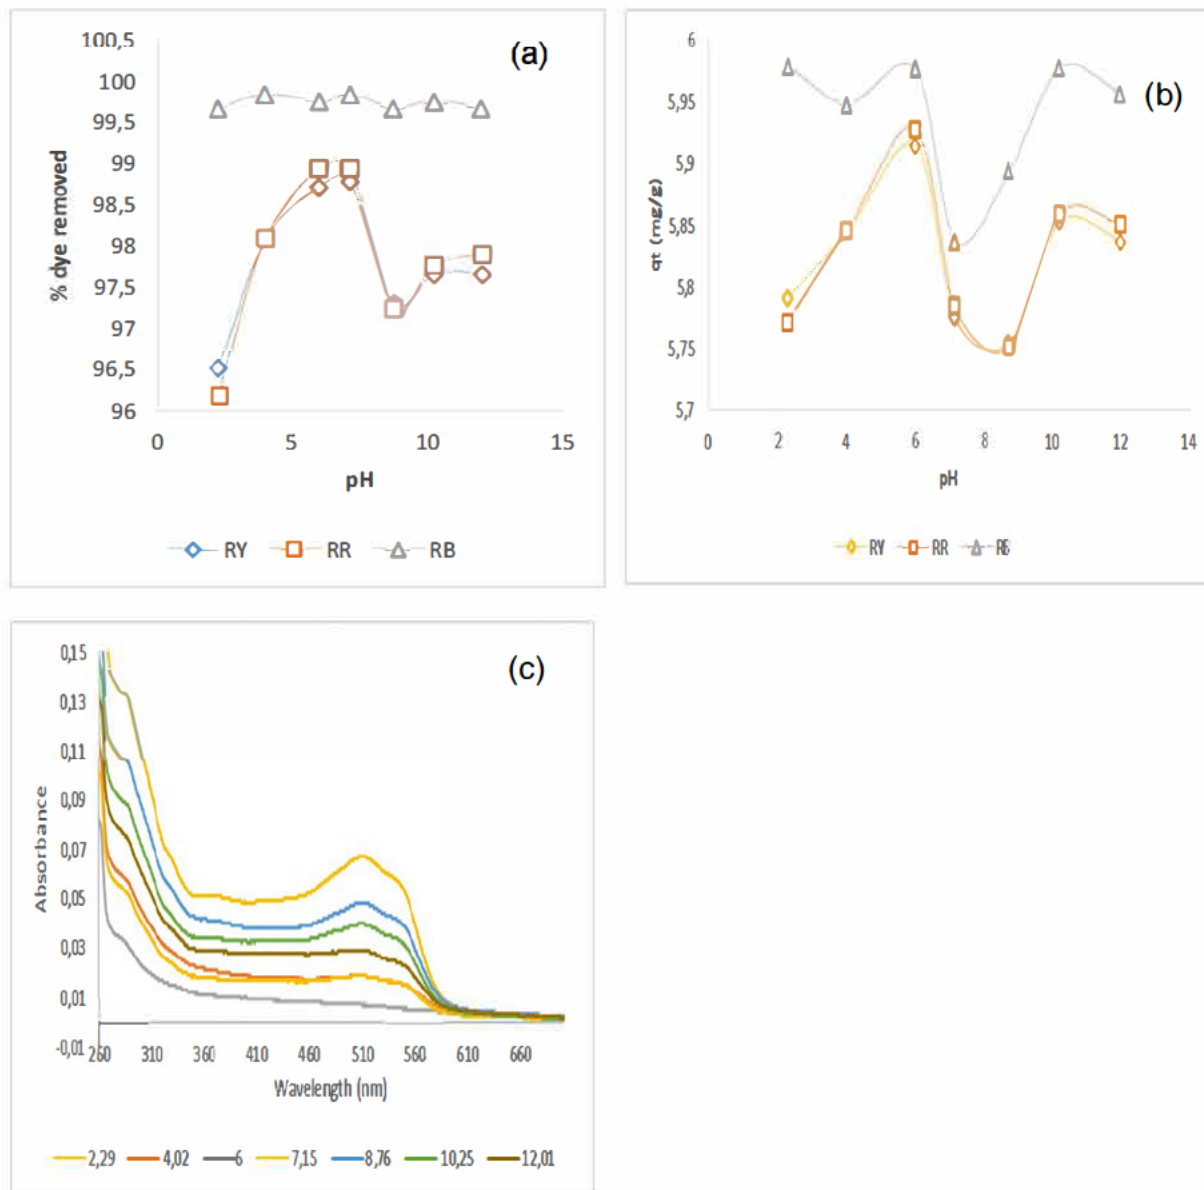 (a)
% dye removed
100,5
100
99,5
99
98,5
98
97,5
97
96,5
96
0 5 10 15
pH
RY RR RB
(b)
qt (mg/g)
6
5,95
5,9
5,85
5,8
5,75
5,7
0 2 4 6 8 10 12 14
pH
RY RR RB
(c)
Absorbance
0,15
0,13
0,11
0,09
0,07
0,05
0,03
0,01
-0,01
260 310 360 410 460 510 560 610 660
Wavelength (nm)
2,29 4,02 6 7,15 8,76 10,25 12,01